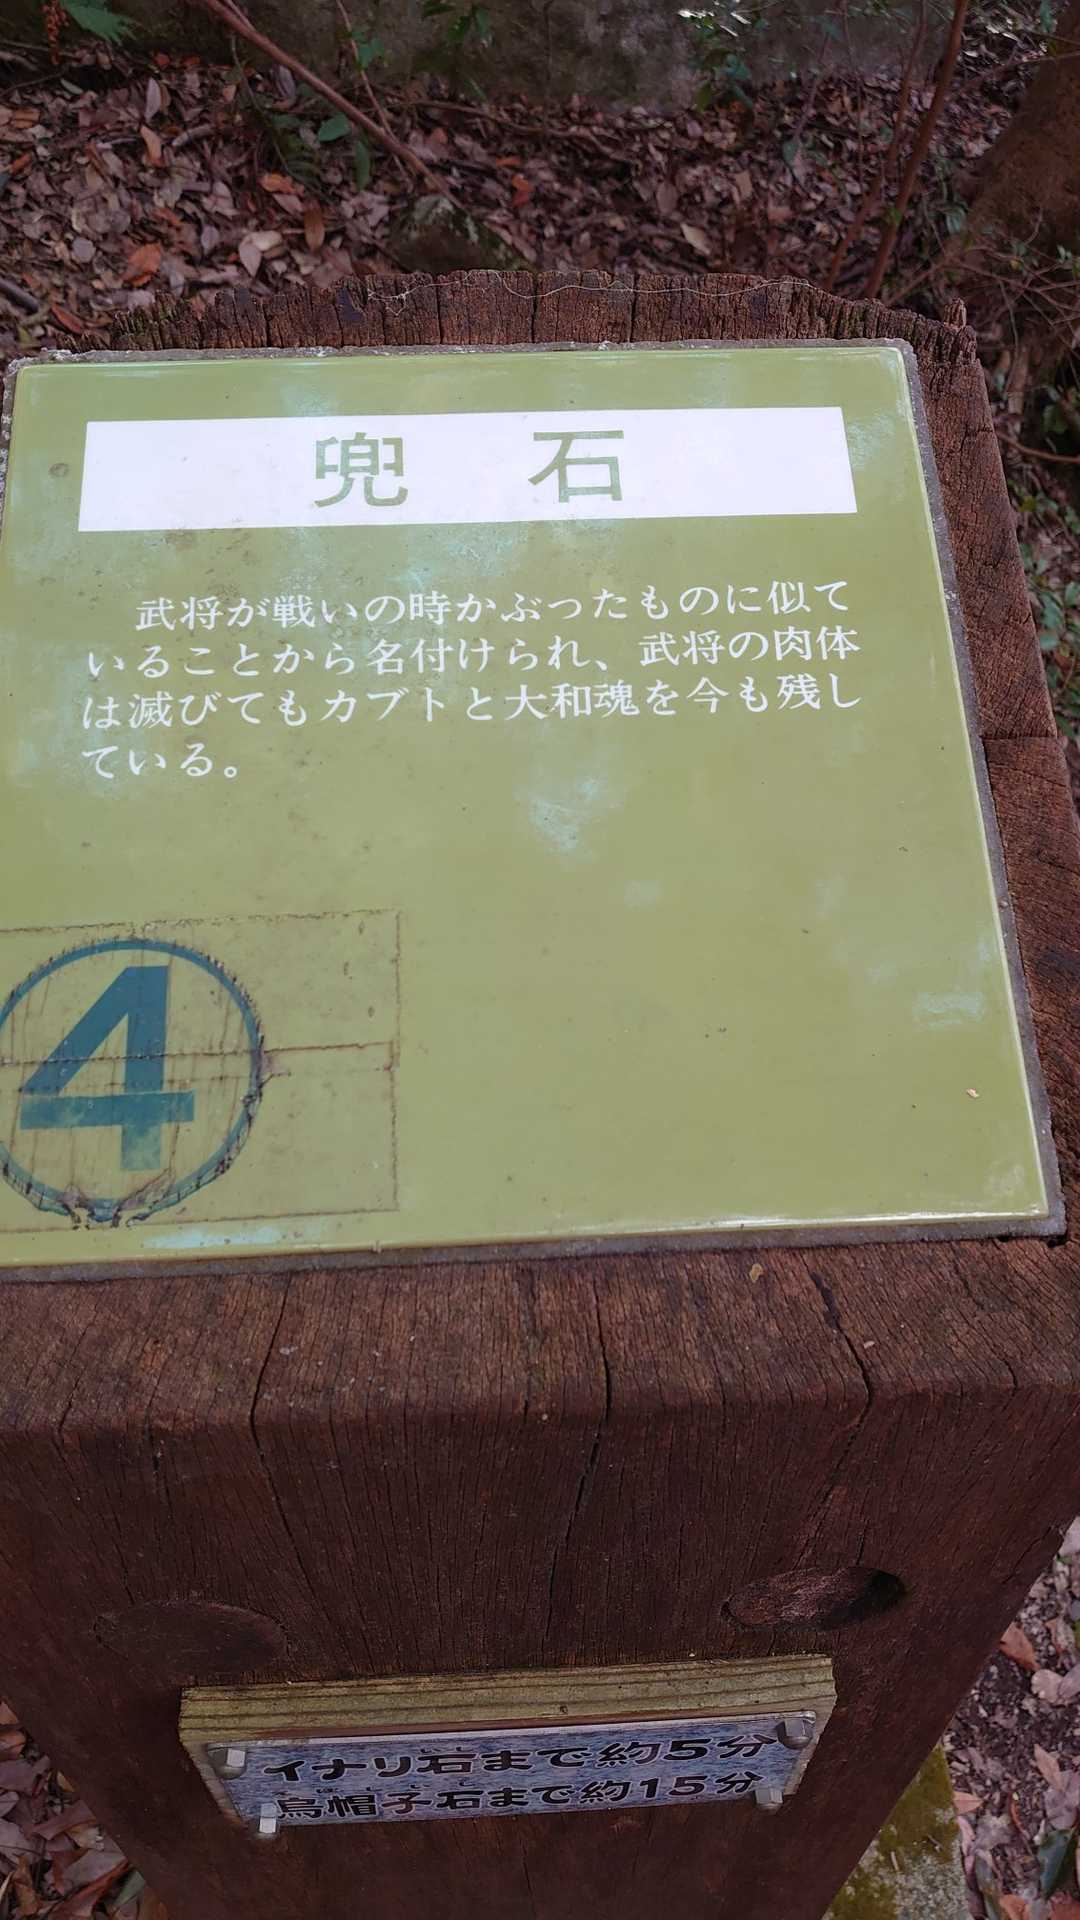 兜 石
武将が戦いの時かぶったものに似て
いることから名付けられ、武将の肉体
は滅びてもカブトと大和魂を今も残し
ている。
4
イナリ石まで約5分
烏帽子石まで約15分